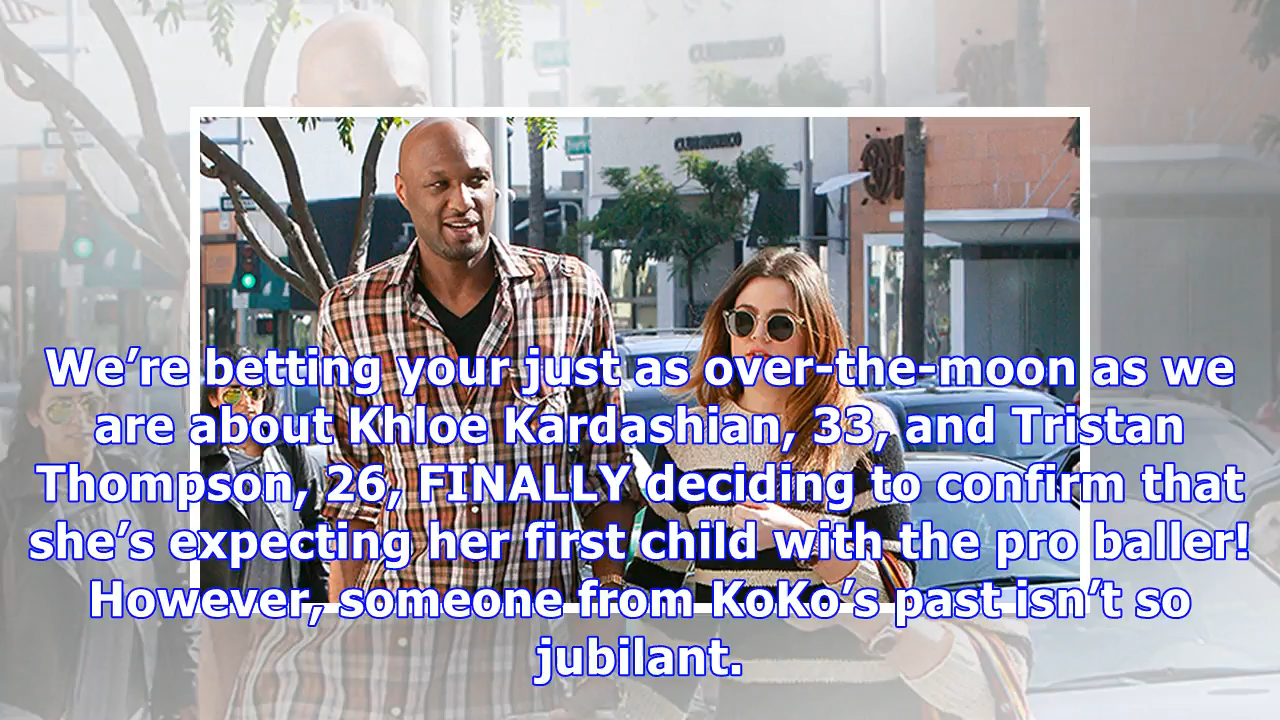 We're betting your just as over-the-moon as we
are about Khloe Kardashian, 33, and Tristan
Thompson, 26, FINALLY deciding to confirm that
she's expecting her first child with the pro baller!
However, someone from KoKo's past isn't so
jubilant.